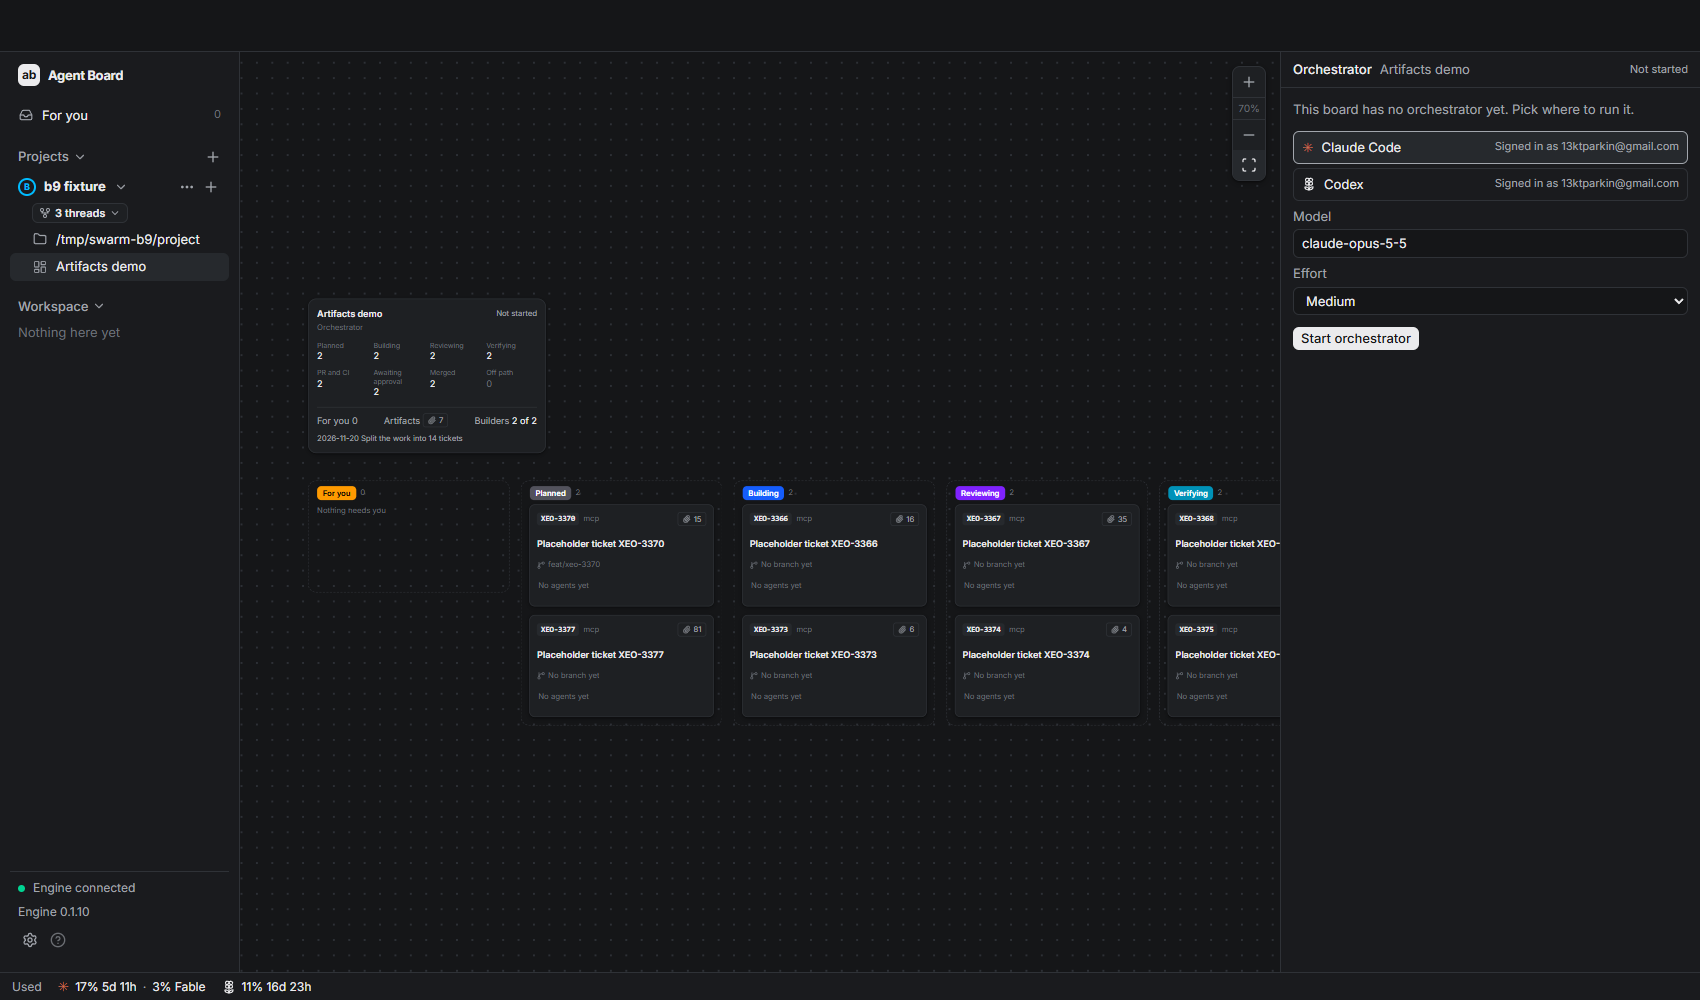 ab Agent Board
For you 0
Projects
B b9 fixture
3 threads
/tmp/swarm-b9/project
Artifacts demo
Workspace
Nothing here yet
Engine connected
Engine 0.1.10
70%
Artifacts demo Not started
Orchestrator
Planned Building Reviewing Verifying
2 2 2 2
PR and CI Awaiting approval Merged Off path
2 2 2 0
For you 0 Artifacts 7 Builders 2 of 2
2026-11-20 Split the work into 14 tickets
For you 0
Nothing needs you
Planned 2
XEO-3370 mcp 15
Placeholder ticket XEO-3370
feat/xeo-3370
No agents yet
XEO-3377 mcp 81
Placeholder ticket XEO-3377
No branch yet
No agents yet
Building 2
XEO-3366 mcp 16
Placeholder ticket XEO-3366
No branch yet
No agents yet
XEO-3373 mcp 6
Placeholder ticket XEO-3373
No branch yet
No agents yet
Reviewing 2
XEO-3367 mcp 35
Placeholder ticket XEO-3367
No branch yet
No agents yet
XEO-3374 mcp 4
Placeholder ticket XEO-3374
No branch yet
No agents yet
Verifying 2
XEO-3368 mcp
Placeholder ticket XEO-
No branch yet
No agents yet
XEO-3375 mcp
Placeholder ticket XEO-
No branch yet
No agents yet
Orchestrator Artifacts demo Not started
This board has no orchestrator yet. Pick where to run it.
Claude Code Signed in as 13ktparkin@gmail.com
Codex Signed in as 13ktparkin@gmail.com
Model
claude-opus-5-5
Effort
Medium
Start orchestrator
Used 17% 5d 11h · 3% Fable 11% 16d 23h